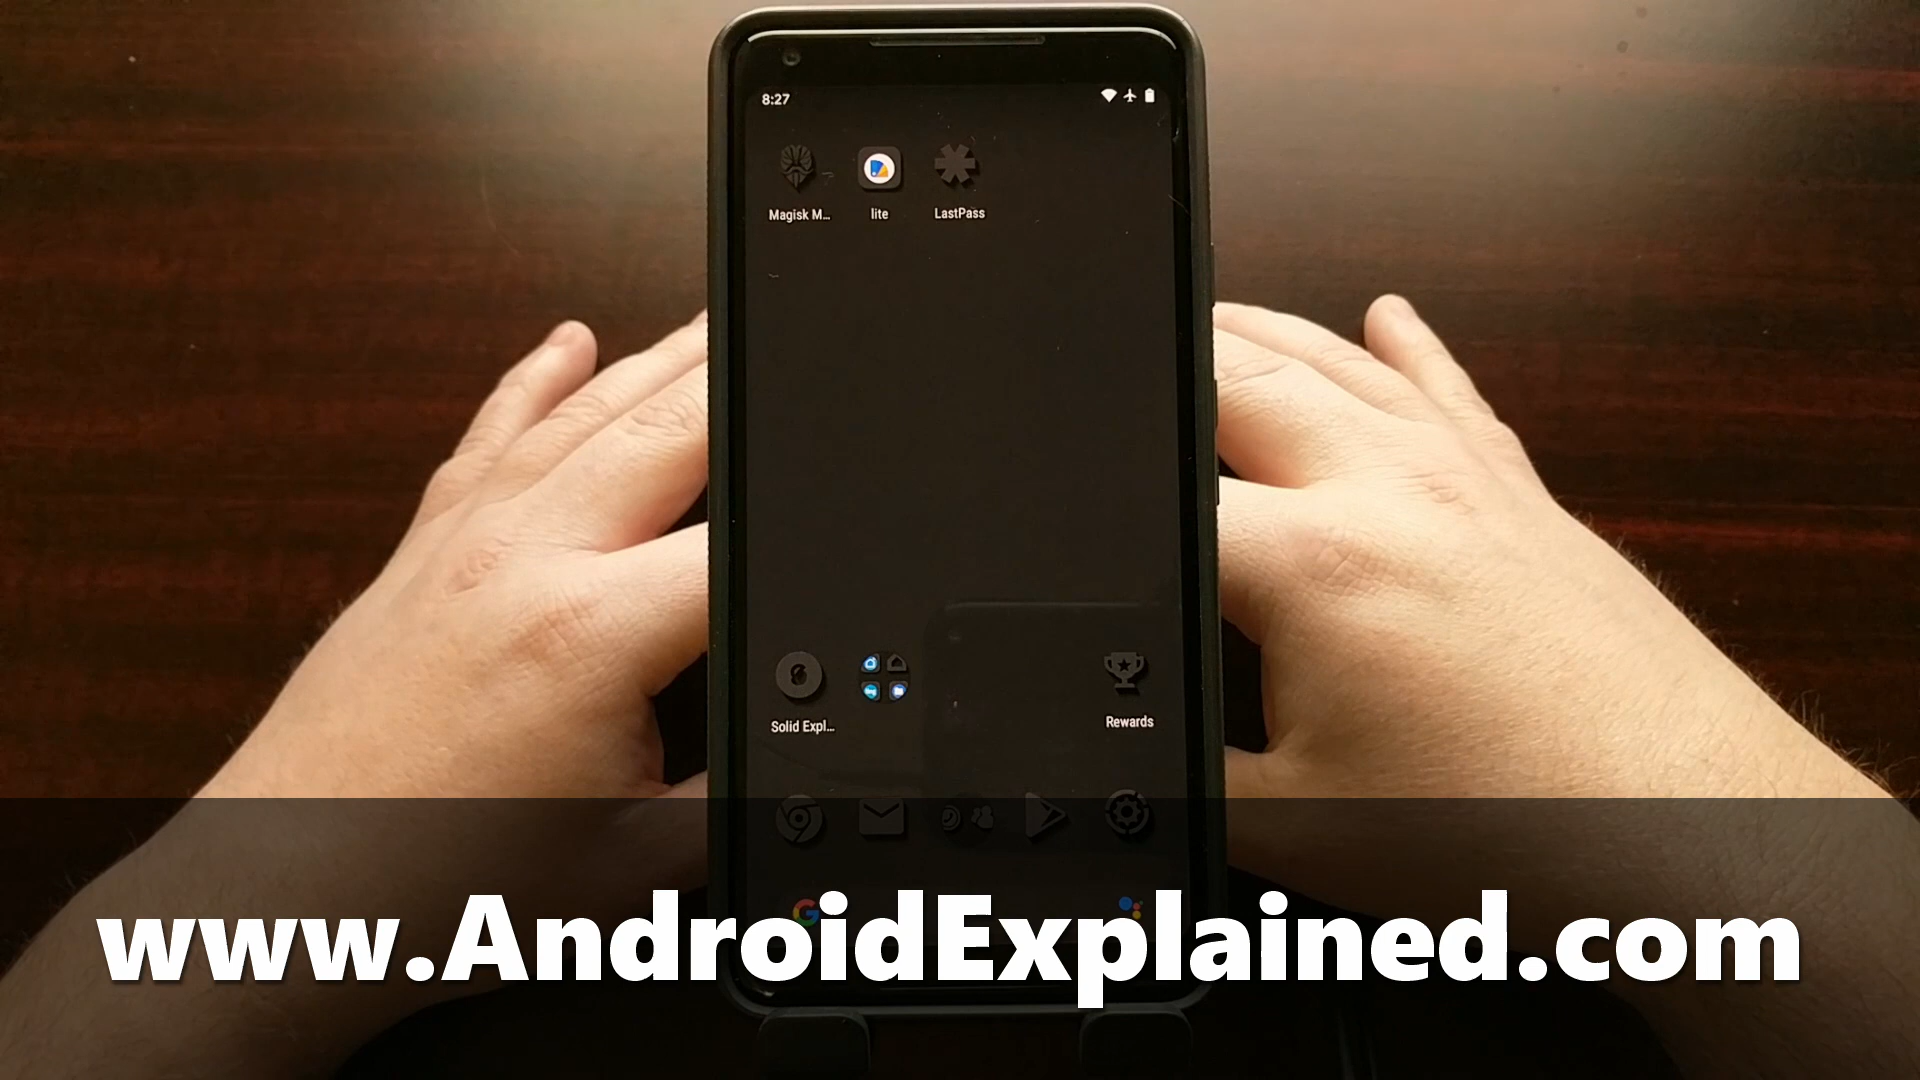 8:27
Magisk M...
lite
LastPass
Solid Expl...
Rewards
G
www.AndroidExplained.com